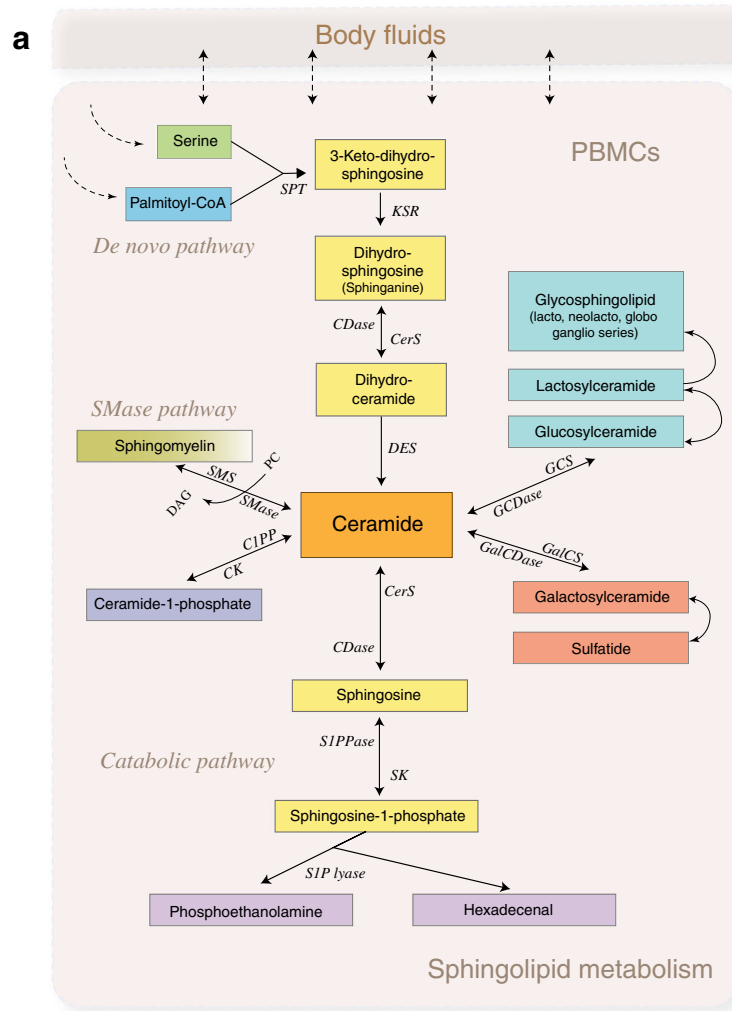 a
Body fluids
PBMCs
Serine
Palmitoyl-CoA
SPT
3-Keto-dihydro-
sphingosine
De novo pathway
KSR
Dihydro-
sphingosine
(Sphinganine)
CDase
CerS
Dihydro-
ceramide
Glycosphingolipid
(lacto, neolacto, globo
ganglio series)
Lactosylceramide
Glucosylceramide
SMase pathway
Sphingomyelin
DES
SMS
PC
DAG
SMase
GCS
GCDase
Ceramide
C1PP
CK
GalCS
GalCDase
Ceramide-1-phosphate
CerS
CDase
Galactosylceramide
Sulfatide
Sphingosine
S1PPase
SK
Catabolic pathway
Sphingosine-1-phosphate
S1P lyase
Phosphoethanolamine
Hexadecenal
Sphingolipid metabolism